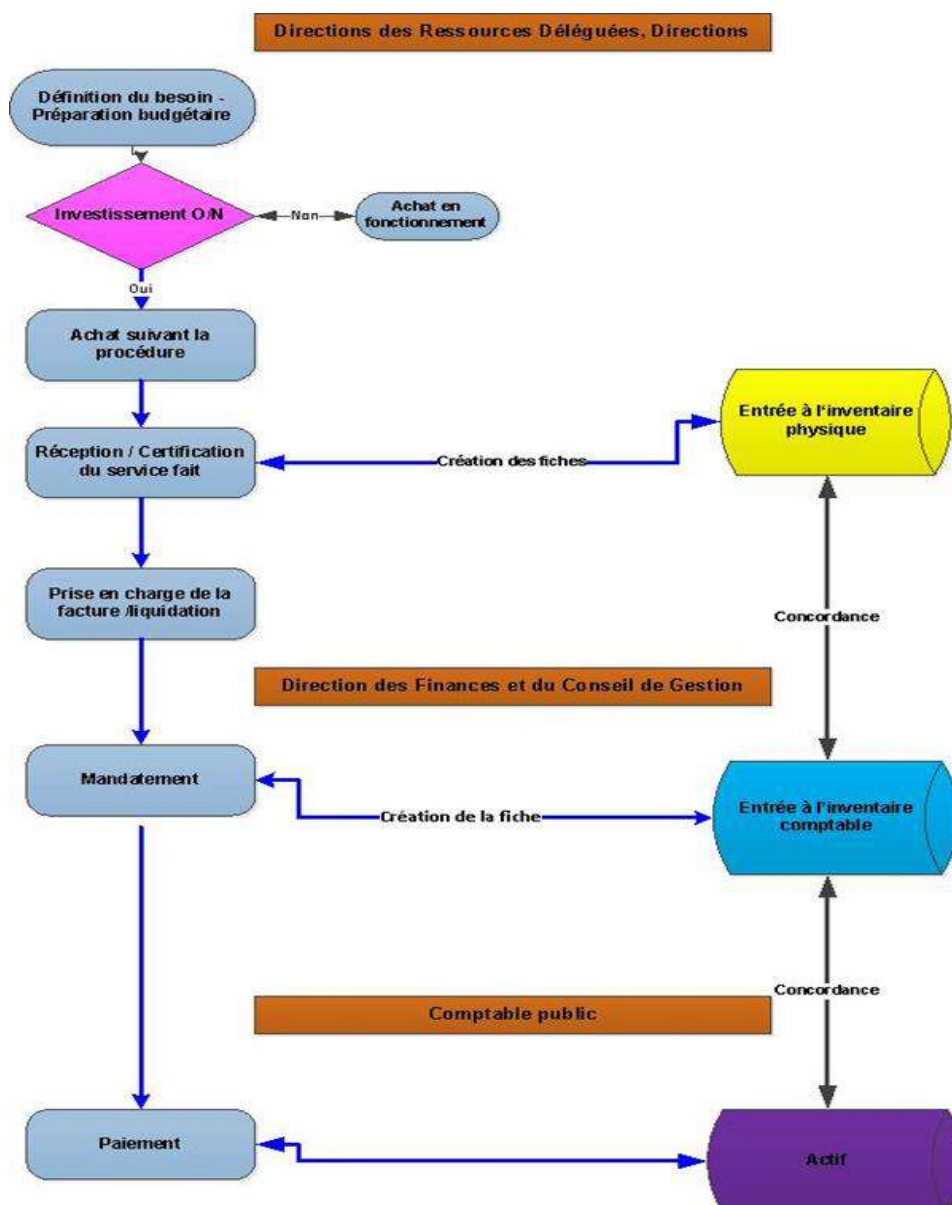 Directions des Ressources Déléguées, Directions
Définition du besoin -
Préparation budgétaire
Investissement O/N
Non
Achat en
fonctionnement
Oui
Achat suivant la
procédure
Entrée à l'inventaire
physique
Réception / Certification
du service fait
Création des fiches
Prise en charge de la
facture /liquidation
Concordance
Direction des Finances et du Conseil de Gestion
Mandatement
Création de la fiche
Entrée à l'inventaire
comptable
Concordance
Comptable public
Paiement
Actif